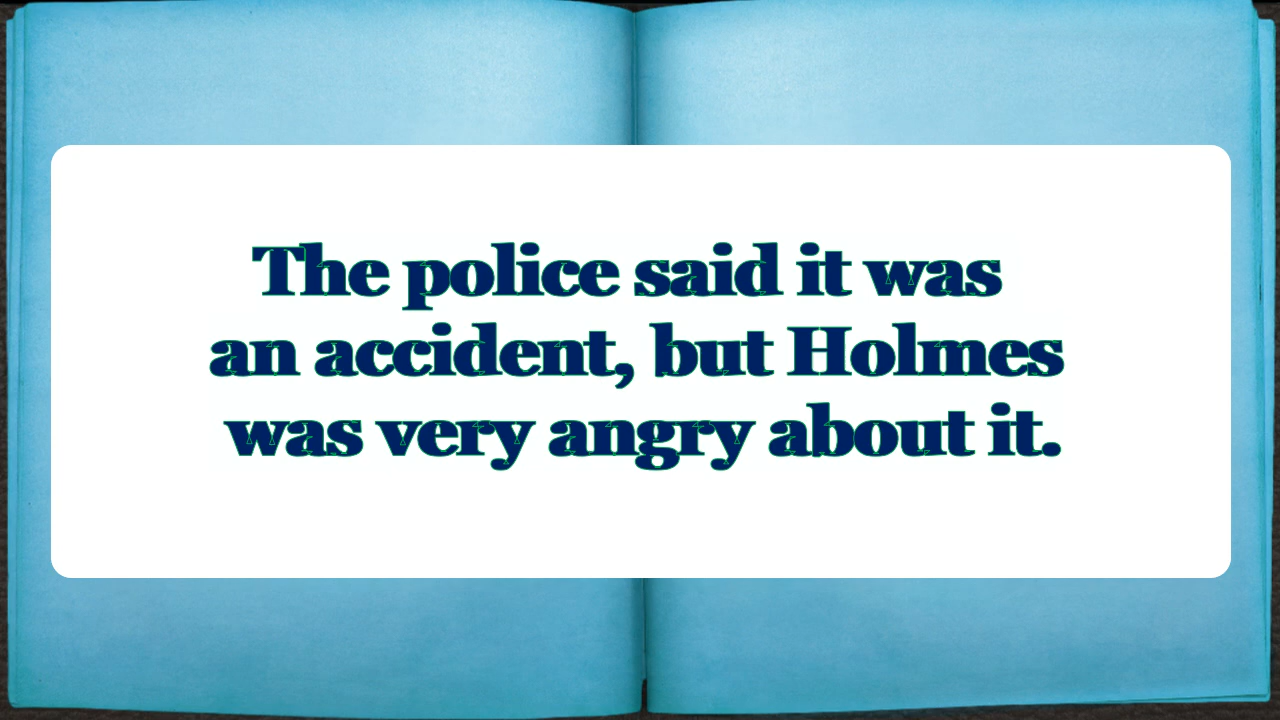 The police said it was
an accident, but Holmes
was very angry about it.